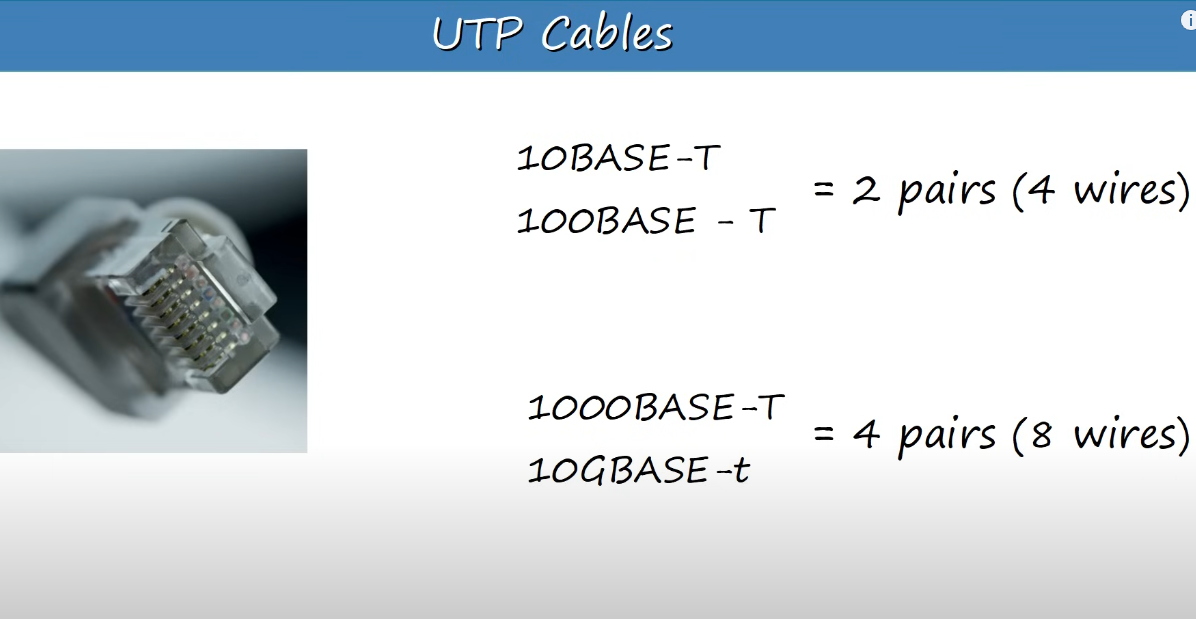 UTP Cables
i
10BASE-T
100BASE - T
= 2 pairs (4 wires)
1000BASE-T
10GBASE-t
= 4 pairs (8 wires)